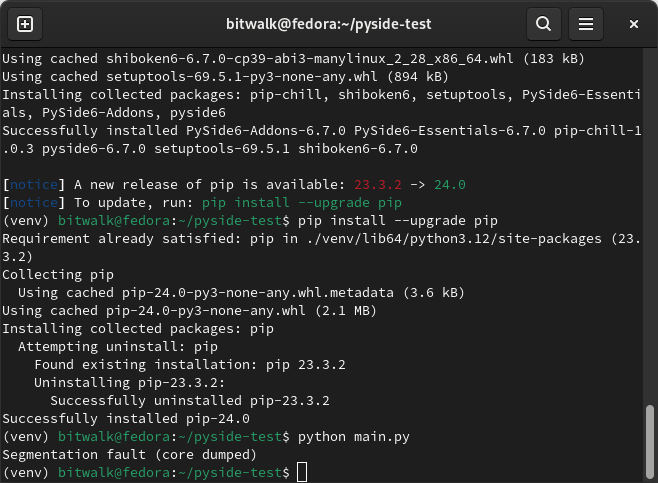 bitwalk@fedora:~/pyside-test
Using cached shiboken6-6.7.0-cp39-abi3-manylinux_2_28_x86_64.whl (183 kB)
Using cached setuptools-69.5.1-py3-none-any.whl (894 kB)
Installing collected packages: pip-chill, shiboken6, setuptools, PySide6-Essenti
als, PySide6-Addons, pyside6
Successfully installed PySide6-Addons-6.7.0 PySide6-Essentials-6.7.0 pip-chill-1
.0.3 pyside6-6.7.0 setuptools-69.5.1 shiboken6-6.7.0
[notice] A new release of pip is available: 23.3.2 -> 24.0
[notice] To update, run: pip install --upgrade pip
(venv) bitwalk@fedora:~/pyside-test$ pip install --upgrade pip
Requirement already satisfied: pip in ./venv/lib64/python3.12/site-packages (23.
3.2)
Collecting pip
  Using cached pip-24.0-py3-none-any.whl.metadata (3.6 kB)
Using cached pip-24.0-py3-none-any.whl (2.1 MB)
Installing collected packages: pip
  Attempting uninstall: pip
    Found existing installation: pip 23.3.2
    Uninstalling pip-23.3.2:
      Successfully uninstalled pip-23.3.2
Successfully installed pip-24.0
(venv) bitwalk@fedora:~/pyside-test$ python main.py
Segmentation fault (core dumped)
(venv) bitwalk@fedora:~/pyside-test$